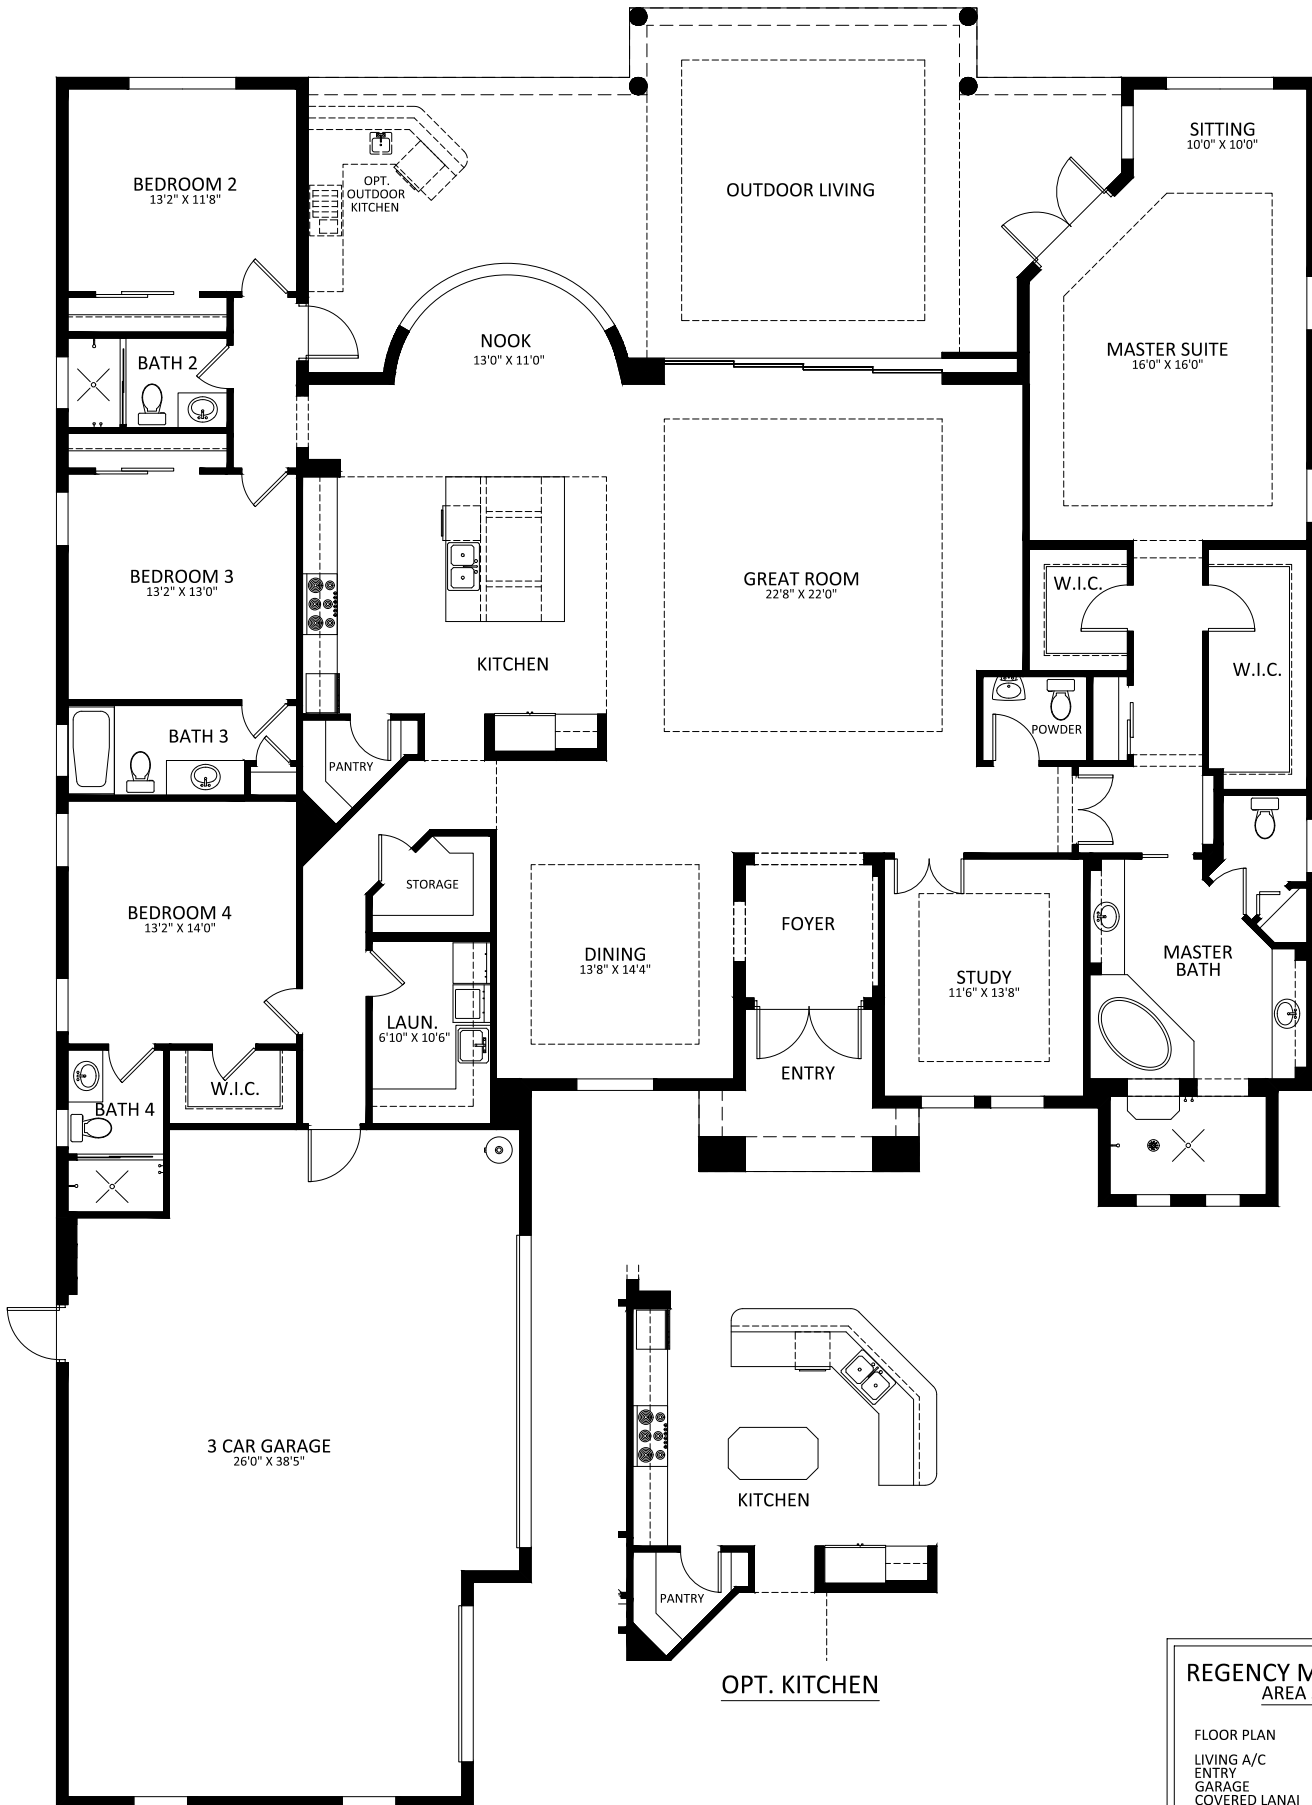 SITTING
10'0" X 10'0"
BEDROOM 2
13'2" X 11'8"
OPT.
OUTDOOR
KITCHEN
OUTDOOR LIVING
NOOK
13'0" X 11'0"
MASTER SUITE
16'0" X 16'0"
BATH 2
BEDROOM 3
13'2" X 13'0"
GREAT ROOM
22'8" X 22'0"
W.I.C.
KITCHEN
W.I.C.
BATH 3
PANTRY
POWDER
STORAGE
BEDROOM 4
13'2" X 14'0"
FOYER
DINING
13'8" X 14'4"
MASTER
BATH
STUDY
11'6" X 13'8"
LAUN.
6'10" X 10'6"
ENTRY
W.I.C.
BATH 4
3 CAR GARAGE
26'0" X 38'5"
KITCHEN
PANTRY
OPT. KITCHEN
REGENCY M
AREA
FLOOR PLAN
LIVING A/C
ENTRY
GARAGE
COVERED LANAI